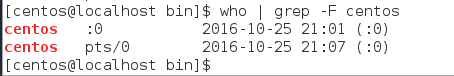 [centos@localhost bin]$ who | grep -F centos
centos   :0           2016-10-25 21:01 (:0)
centos   pts/0        2016-10-25 21:07 (:0)
[centos@localhost bin]$